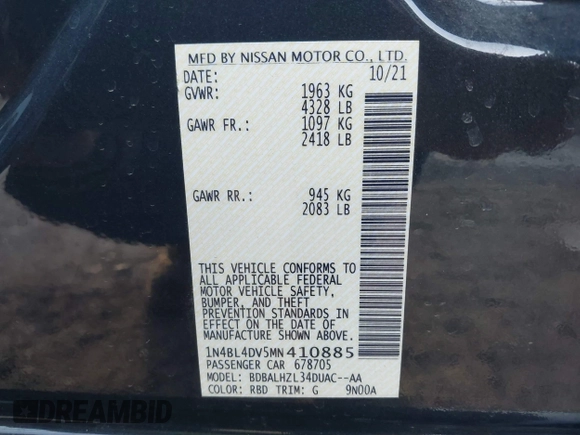 MFD BY NISSAN MOTOR CO., LTD.
DATE: 10/21
GVWR: 1963 KG
4328 LB
GAWR FR.: 1097 KG
2418 LB
GAWR RR.: 945 KG
2083 LB
THIS VEHICLE CONFORMS TO
ALL APPLICABLE FEDERAL
MOTOR VEHICLE SAFETY,
BUMPER, AND THEFT
PREVENTION STANDARDS IN
EFFECT ON THE DATE OF
MANUFACTURE SHOWN ABOVE.
1N4BL4DV5MN410885
PASSENGER CAR 678705
MODEL: BDBALHZL34DUAC--AA
COLOR: RBD TRIM: G 9N00A
DREAMBID